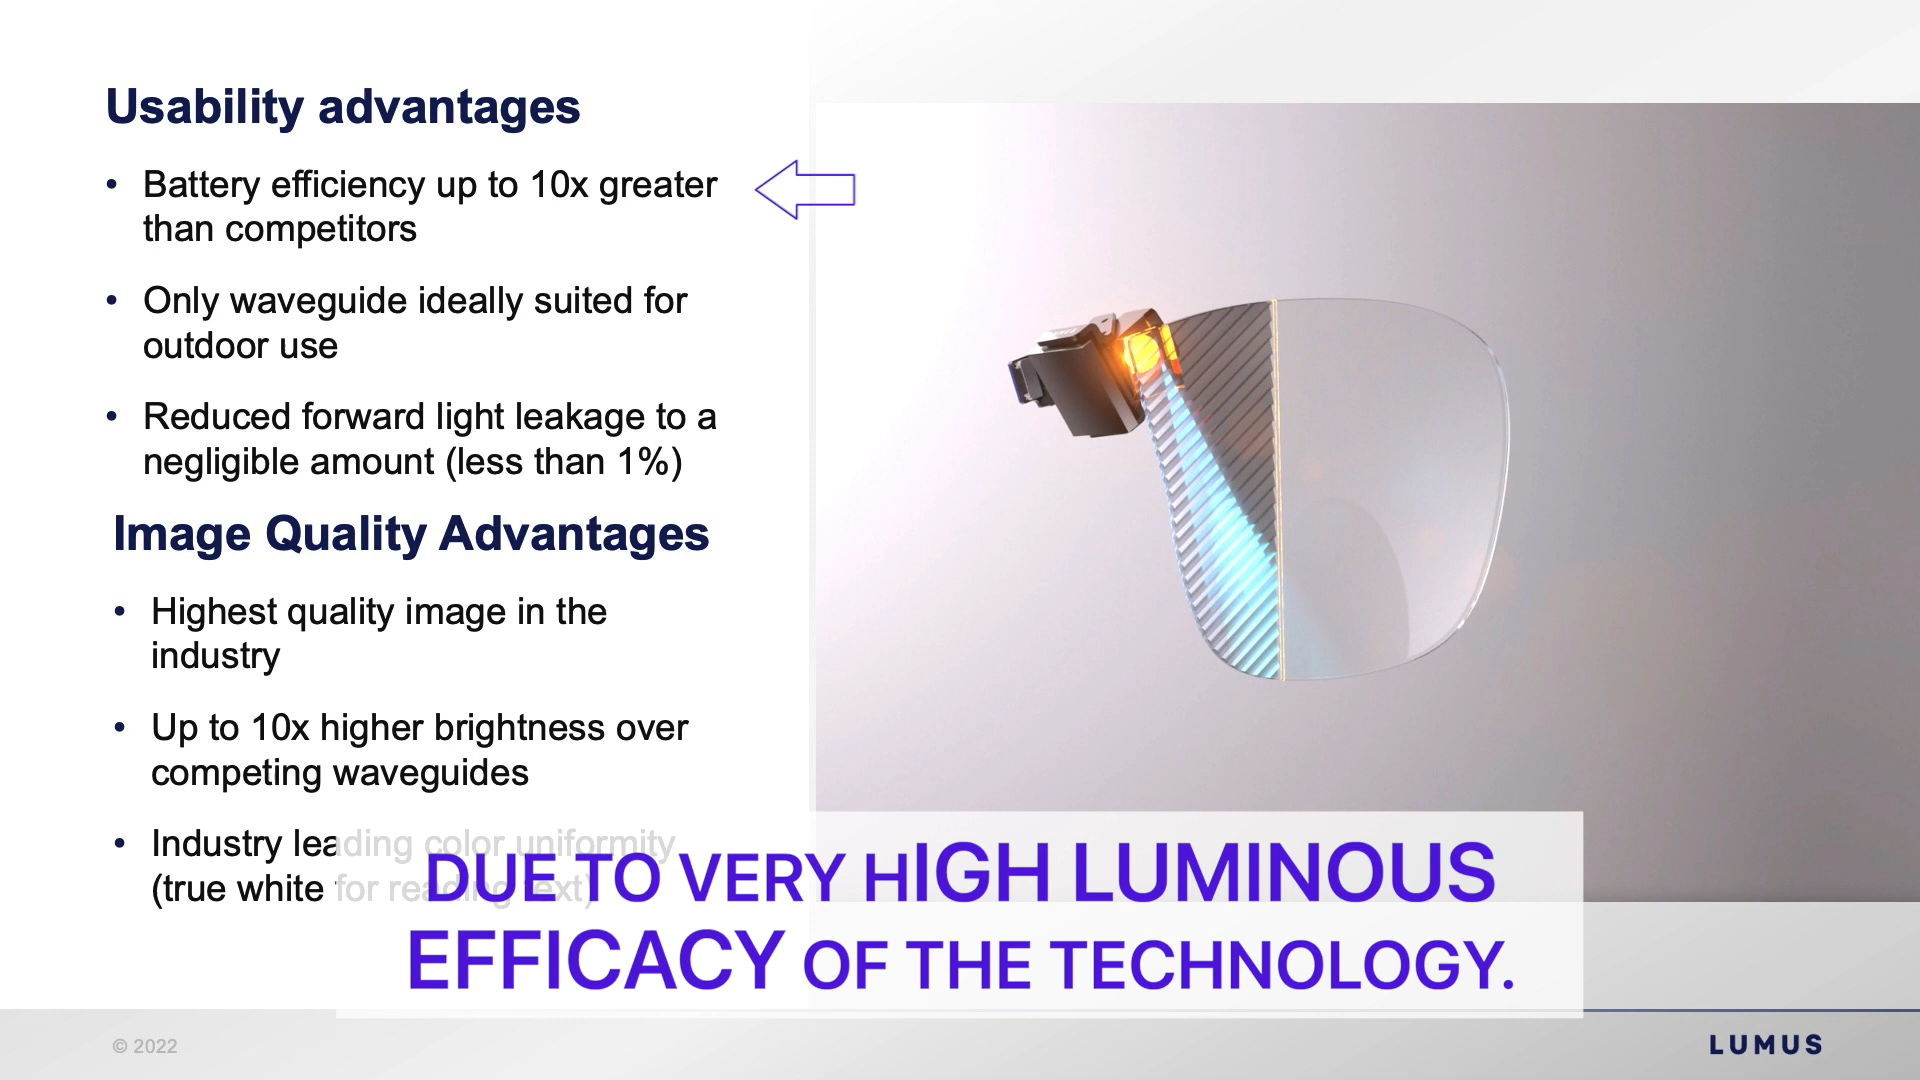 Usability advantages
• Battery efficiency up to 10x greater
than competitors
• Only waveguide ideally suited for
outdoor use
• Reduced forward light leakage to a
negligible amount (less than 1%)
Image Quality Advantages
• Highest quality image in the
industry
• Up to 10x higher brightness over
competing waveguides
• Industry leading color uniformity
(true white for reading text)
DUE TO VERY HIGH LUMINOUS
EFFICACY OF THE TECHNOLOGY.
© 2022
LUMUS